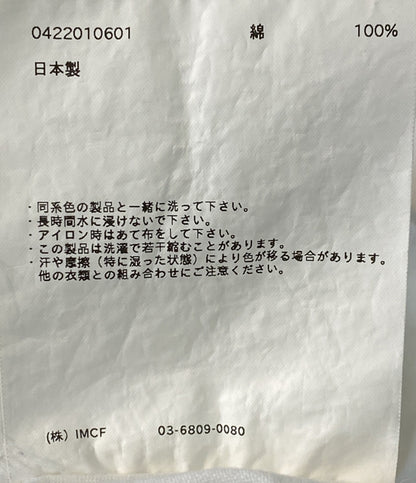 0422010601 綿 100%
日本製
・同系色の製品と一緒に洗って下さい。
・長時間水に浸けないで下さい。
・アイロン時はあて布をして下さい。
・この製品は洗濯で若干縮むことがあります。
・汗や摩擦（特に湿った状態）により色が移る場合があります。
他の衣類との組み合わせにご注意ください。
(株) IMCF 03-6809-0080